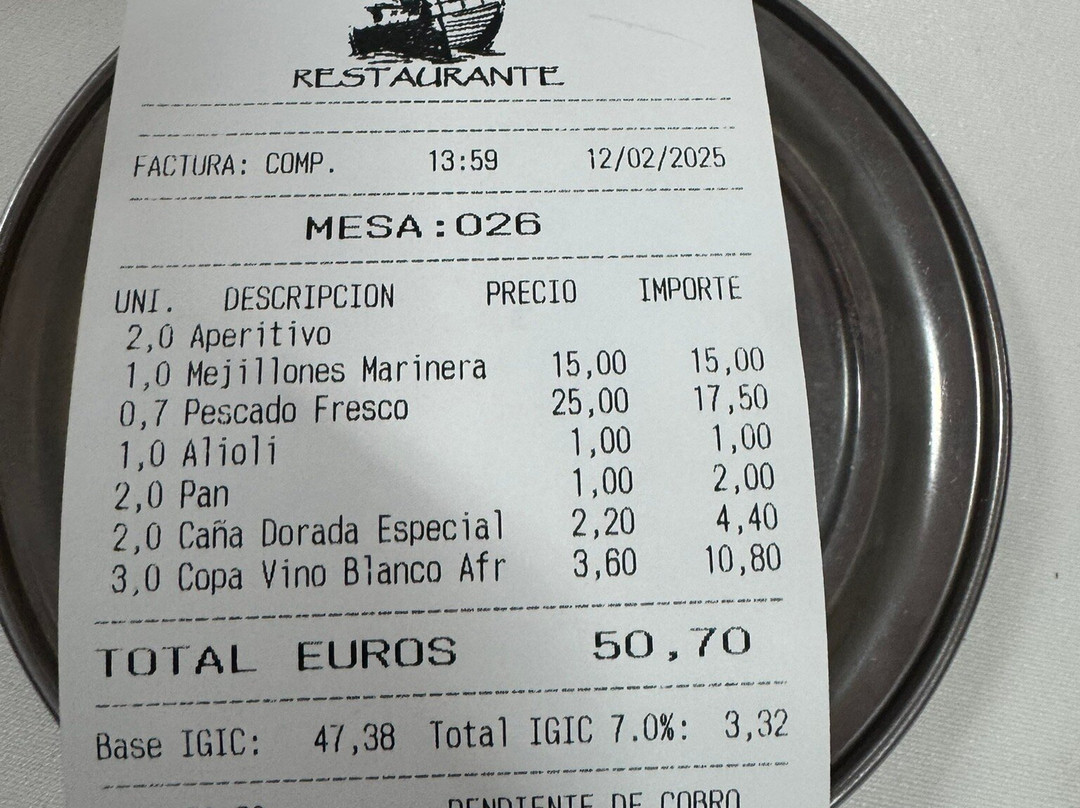 RESTAURANTE
FACTURA: COMP. 13:59 12/02/2025
MESA:026
UNI. DESCRIPCION PRECIO IMPORTE
2,0 Aperitivo
1,0 Mejillones Marinera 15,00 15,00
0,7 Pescado Fresco 25,00 17,50
1,0 Alioli 1,00 1,00
2,0 Pan 1,00 2,00
2,0 Caña Dorada Especial 2,20 4,40
3,0 Copa Vino Blanco Afr 3,60 10,80
TOTAL EUROS 50,70
Base IGIC: 47,38 Total IGIC 7.0%: 3,32
PENDIENTE DE COBRO